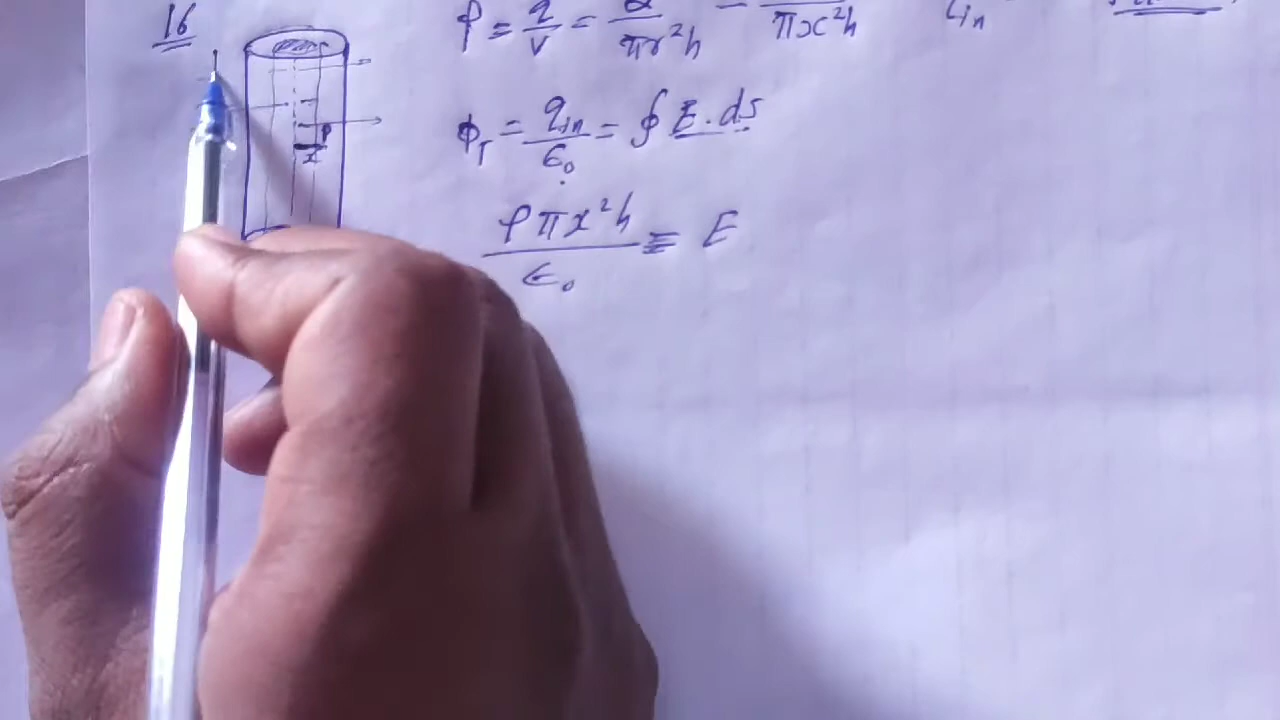 16
ρ = q/V = Q/πr²h = /πx²h
φ_T = q_in/ε₀ = ∮ E . ds
P
x
ρπx²h/ε₀ = E